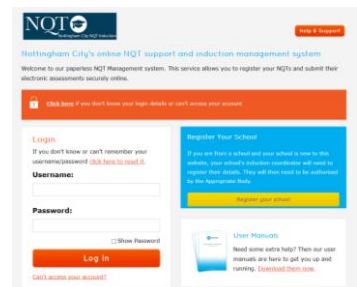 NQT
Nottingham City NQT Induction
Help & Support
Nottingham City's online NQT support and induction management system
Welcome to our paperless NQT Management system. This service allows you to register your NQTs and submit their
electronic assessments securely online.
Click here if you don't know your login details or can't access your account
Login
If you don't know or can't remember your
username/password click here to reset it.
Username:
Password:
Show Password
Log In
Can't access your account?
Register Your School
If you are from a school and your school is new to this
website, your school's induction coordinator will need to
register their details. They will then need to be authorised
by the Appropriate Body.
Register your school
User Manuals
Need some extra help? Then our user
manuals are here to get you up and
running. Download them now.